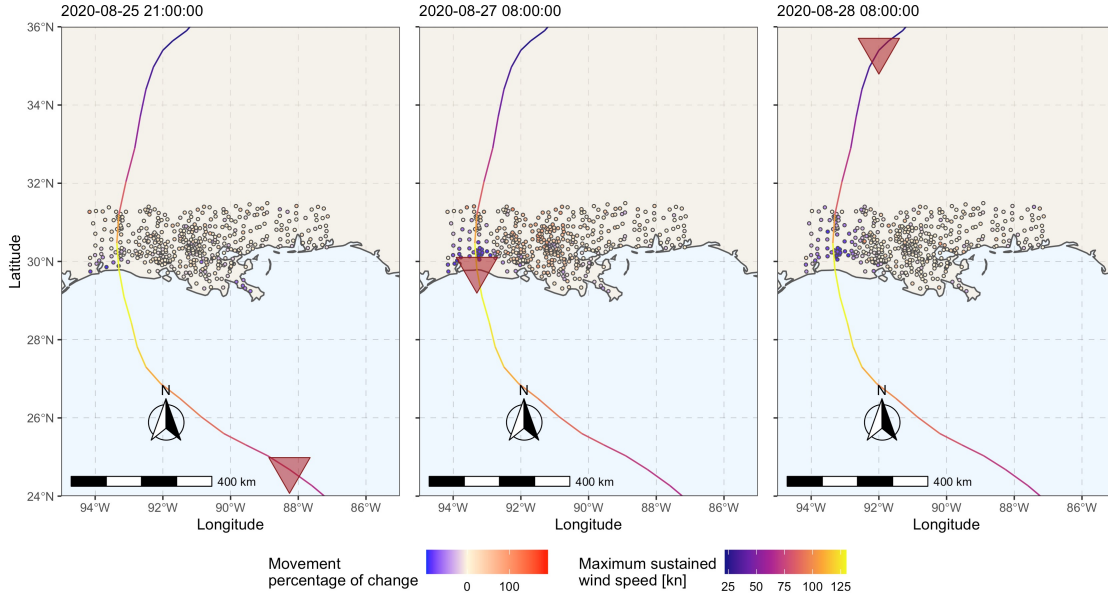 2020-08-25 21:00:00
2020-08-27 08:00:00
2020-08-28 08:00:00
36°N
34°N
32°N
30°N
28°N
26°N
24°N
Latitude
N
N
N
400 km
400 km
400 km
94°W 92°W 90°W 88°W 86°W
94°W 92°W 90°W 88°W 86°W
94°W 92°W 90°W 88°W 86°W
Longitude
Longitude
Longitude
Movement
percentage of change
0 100
Maximum sustained
wind speed [kn]
25 50 75 100 125